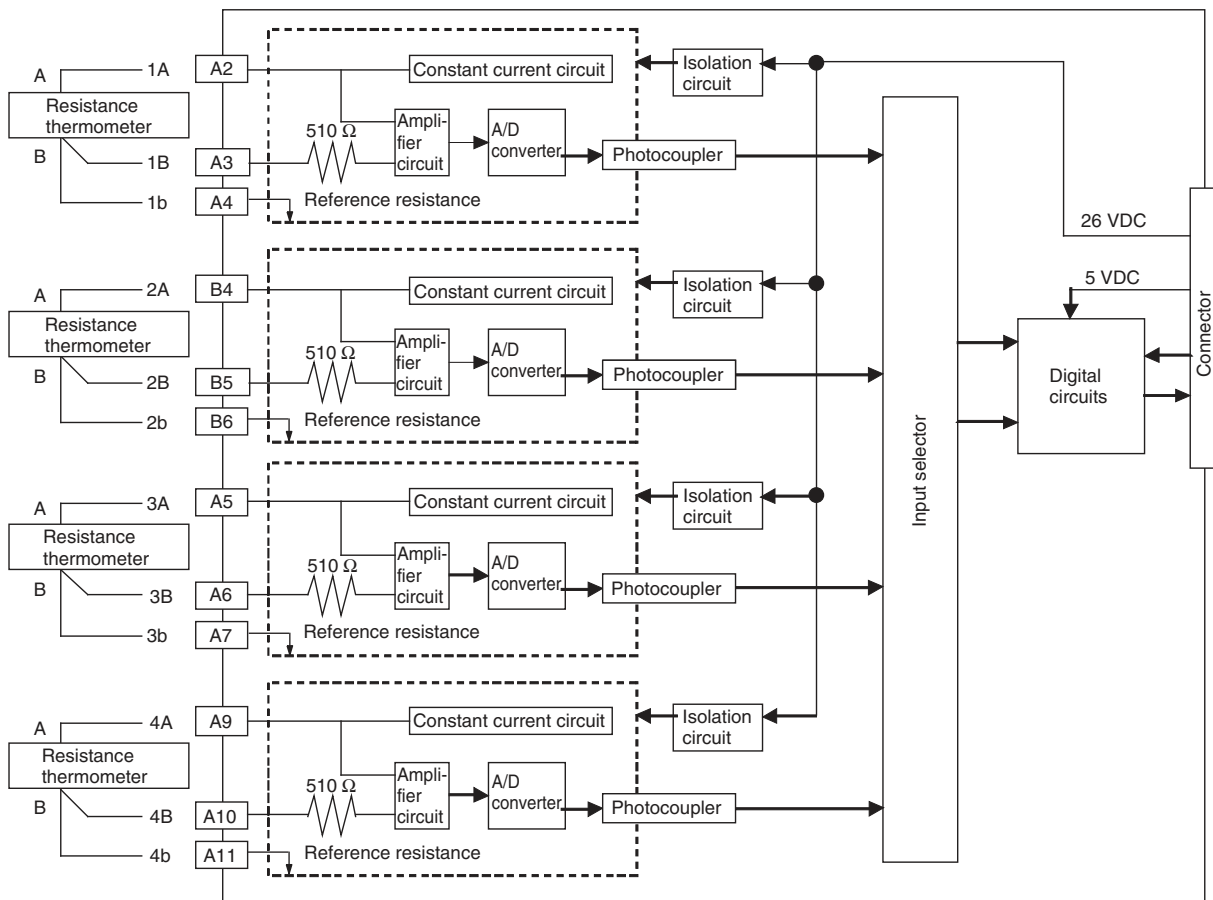 A
1A
A2
Constant current circuit
Isolation
circuit
Resistance
thermometer
510 Ω
Ampli-
fier
circuit
A/D
converter
Photocoupler
B
1B
A3
1b
A4
Reference resistance
A
2A
B4
Constant current circuit
Isolation
circuit
Resistance
thermometer
510 Ω
Ampli-
fier
circuit
A/D
converter
Photocoupler
B
2B
B5
2b
B6
Reference resistance
A
3A
A5
Constant current circuit
Isolation
circuit
Resistance
thermometer
510 Ω
Ampli-
fier
circuit
A/D
converter
Photocoupler
B
3B
A6
3b
A7
Reference resistance
A
4A
A9
Constant current circuit
Isolation
circuit
Resistance
thermometer
510 Ω
Ampli-
fier
circuit
A/D
converter
Photocoupler
B
4B
A10
4b
A11
Reference resistance
Input selector
26 VDC
5 VDC
Digital
circuits
Connector